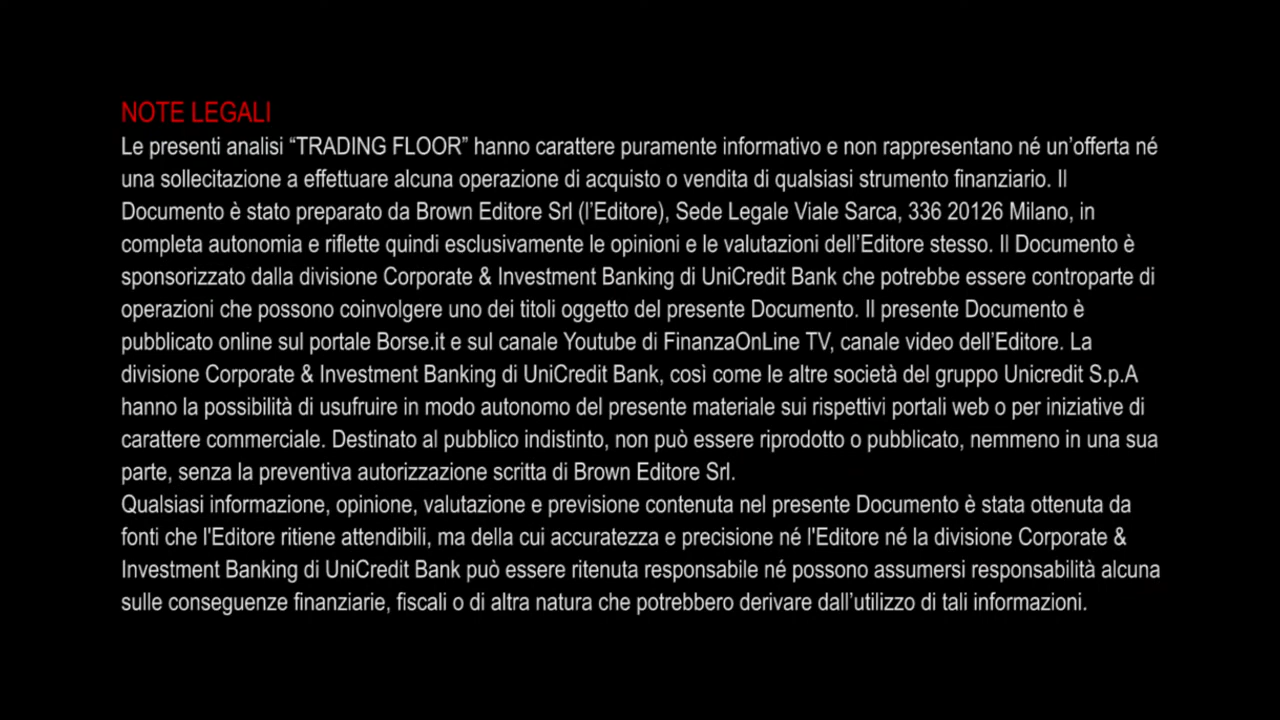 NOTE LEGALI
Le presenti analisi “TRADING FLOOR” hanno carattere puramente informativo e non rappresentano né un’offerta né
una sollecitazione a effettuare alcuna operazione di acquisto o vendita di qualsiasi strumento finanziario. Il
Documento è stato preparato da Brown Editore Srl (l’Editore), Sede Legale Viale Sarca, 336 20126 Milano, in
completa autonomia e riflette quindi esclusivamente le opinioni e le valutazioni dell’Editore stesso. Il Documento è
sponsorizzato dalla divisione Corporate & Investment Banking di UniCredit Bank che potrebbe essere controparte di
operazioni che possono coinvolgere uno dei titoli oggetto del presente Documento. Il presente Documento è
pubblicato online sul portale Borse.it e sul canale Youtube di FinanzaOnLine TV, canale video dell’Editore. La
divisione Corporate & Investment Banking di UniCredit Bank, così come le altre società del gruppo Unicredit S.p.A
hanno la possibilità di usufruire in modo autonomo del presente materiale sui rispettivi portali web o per iniziative di
carattere commerciale. Destinato al pubblico indistinto, non può essere riprodotto o pubblicato, nemmeno in una sua
parte, senza la preventiva autorizzazione scritta di Brown Editore Srl.
Qualsiasi informazione, opinione, valutazione e previsione contenuta nel presente Documento è stata ottenuta da
fonti che l'Editore ritiene attendibili, ma della cui accuratezza e precisione né l'Editore né la divisione Corporate &
Investment Banking di UniCredit Bank può essere ritenuta responsabile né possono assumersi responsabilità alcuna
sulle conseguenze finanziarie, fiscali o di altra natura che potrebbero derivare dall’utilizzo di tali informazioni.